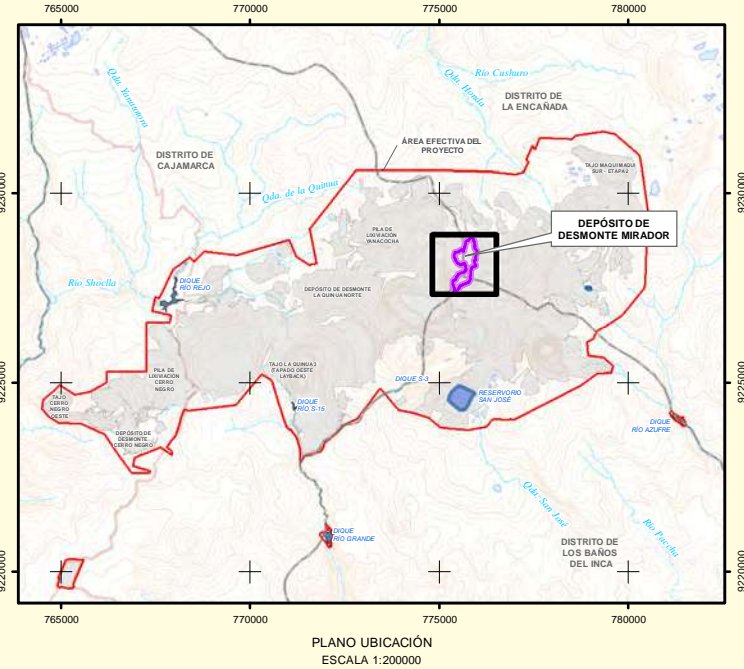 765000
770000
775000
780000
9230000
9225000
9220000
9230000
9225000
9220000
Qda. Yanatotora
Qda. Honda
Río Cushuro
DISTRITO DE
LA ENCAÑADA
DISTRITO DE
CAJAMARCA
ÁREA EFECTIVA DEL
PROYECTO
TAJO MAQUI MAQUI
SUR - ETAPA 2
Qda. de la Quinua
PILA DE
LIXIVIACIÓN
YANACOCHA
DEPÓSITO DE
DESMONTE MIRADOR
Río Shoclla
DIQUE
RÍO REJO
DEPÓSITO DE DESMONTE
LA QUINUA NORTE
PILA DE
LIXIVIACIÓN
CERRO
NEGRO
TAJO LA QUINUA 3
(TAPADO OESTE
LAYBACK)
DIQUE S-3
RESERVORIO
SAN JOSÉ
TAJO
CERRO
NEGRO
OESTE
DIQUE
RÍO S-15
DEPÓSITO DE
DESMONTE
CERRO NEGRO
DIQUE
RÍO AZUFRE
Qda. San José
Río Paccha
DIQUE
RÍO GRANDE
DISTRITO DE
LOS BAÑOS
DEL INCA
765000
770000
775000
780000
PLANO UBICACIÓN
ESCALA 1:200000